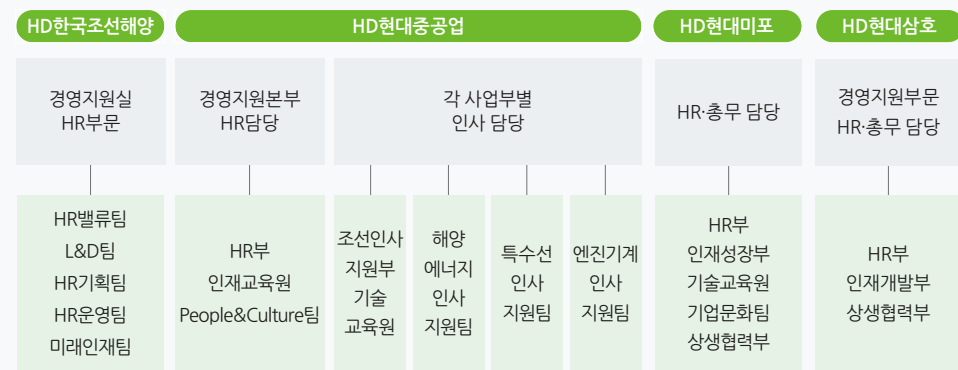 HD한국조선해양
HD현대중공업
HD현대미포
HD현대삼호
경영지원실
HR부문
경영지원본부
HR담당
각 사업부별
인사 담당
HR·총무 담당
경영지원부문
HR·총무 담당
HR밸류팀
L&D팀
HR기획팀
HR운영팀
미래인재팀
HR부
인재교육원
People&Culture팀
조선인사
지원부
기술
교육원
해양
에너지
인사
지원팀
특수선
인사
지원팀
엔진기계
인사
지원팀
HR부
인재성장부
기술교육원
기업문화팀
상생협력부
HR부
인재개발부
상생협력부